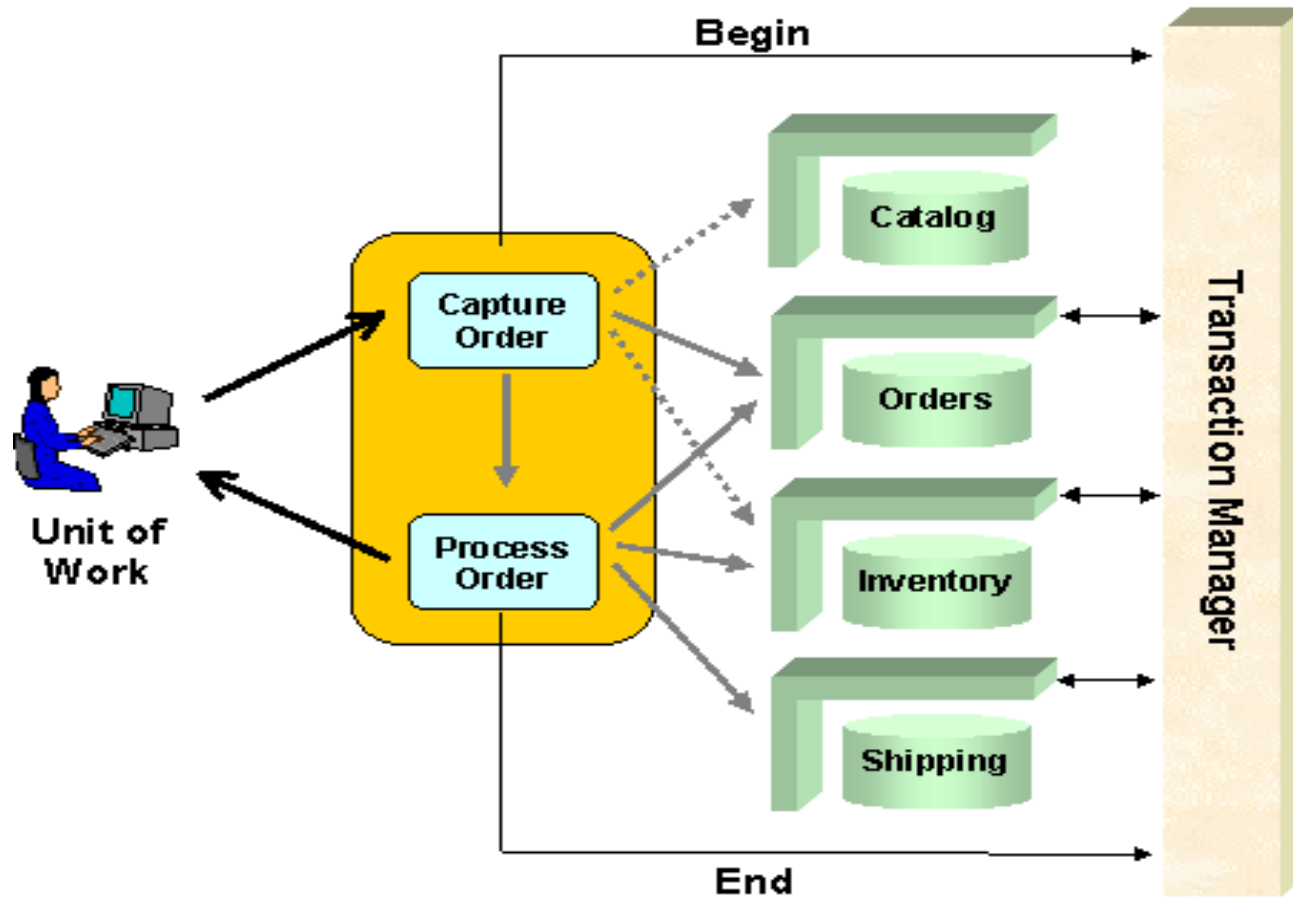 Begin
Catalog
Capture
Order
Orders
Unit of
Work
Process
Order
Inventory
Shipping
End
Transaction Manager